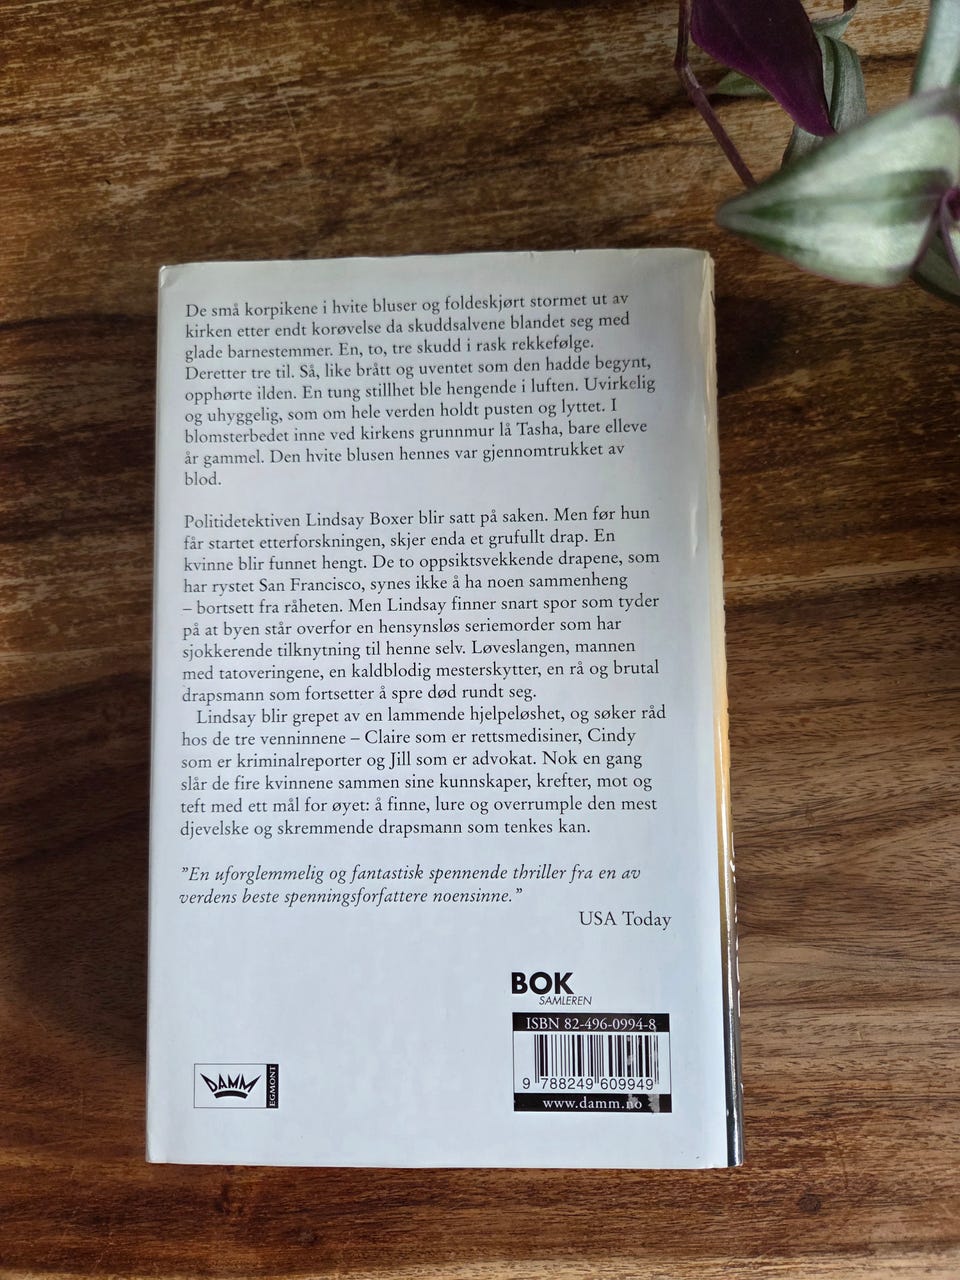 De små korpikene i hvite bluser og foldeskjørt stormet ut av
kirken etter endt korøvelse da skuddsalvene blandet seg med
glade barnestemmer. En, to, tre skudd i rask rekkefølge.
Deretter tre til. Så, like brått og uventet som den hadde begynt,
opphørte ilden. En tung stillhet ble hengende i luften. Uvirkelig
og uhyggelig, som om hele verden holdt pusten og lyttet. I
blomsterbedet inne ved kirkens grunnmur lå Tasha, bare elleve
år gammel. Den hvite blusen hennes var gjennomtrukket av
blod.
Politidetektiven Lindsay Boxer blir satt på saken. Men før hun
får startet etterforskningen, skjer enda et grufullt drap. En
kvinne blir funnet hengt. De to oppsiktsvekkende drapene, som
har rystet San Francisco, synes ikke å ha noen sammenheng
– bortsett fra råheten. Men Lindsay finner snart spor som tyder
på at byen står overfor en hensynsløs seriemorder som har
sjokkerende tilknytning til henne selv. Løveslangen, mannen
med tatoveringene, en kaldblodig mesterskytter, en rå og brutal
drapsmann som fortsetter å spre død rundt seg.
Lindsay blir grepet av en lammende hjelpeløshet, og søker råd
hos de tre venninnene – Claire som er rettsmedisiner, Cindy
som er kriminalreporter og Jill som er advokat. Nok en gang
slår de fire kvinnene sammen sine kunnskaper, krefter, mot og
teft med ett mål for øyet: å finne, lure og overrumple den mest
djevelske og skremmende drapsmann som tenkes kan.
"En uforglemmelig og fantastisk spennende thriller fra en av
verdens beste spenningsforfattere noensinne."
USA Today
BOK
SAMLEREN
ISBN 82-496-0994-8
9 788249 609949
www.damm.no
DAMM
EGMONT